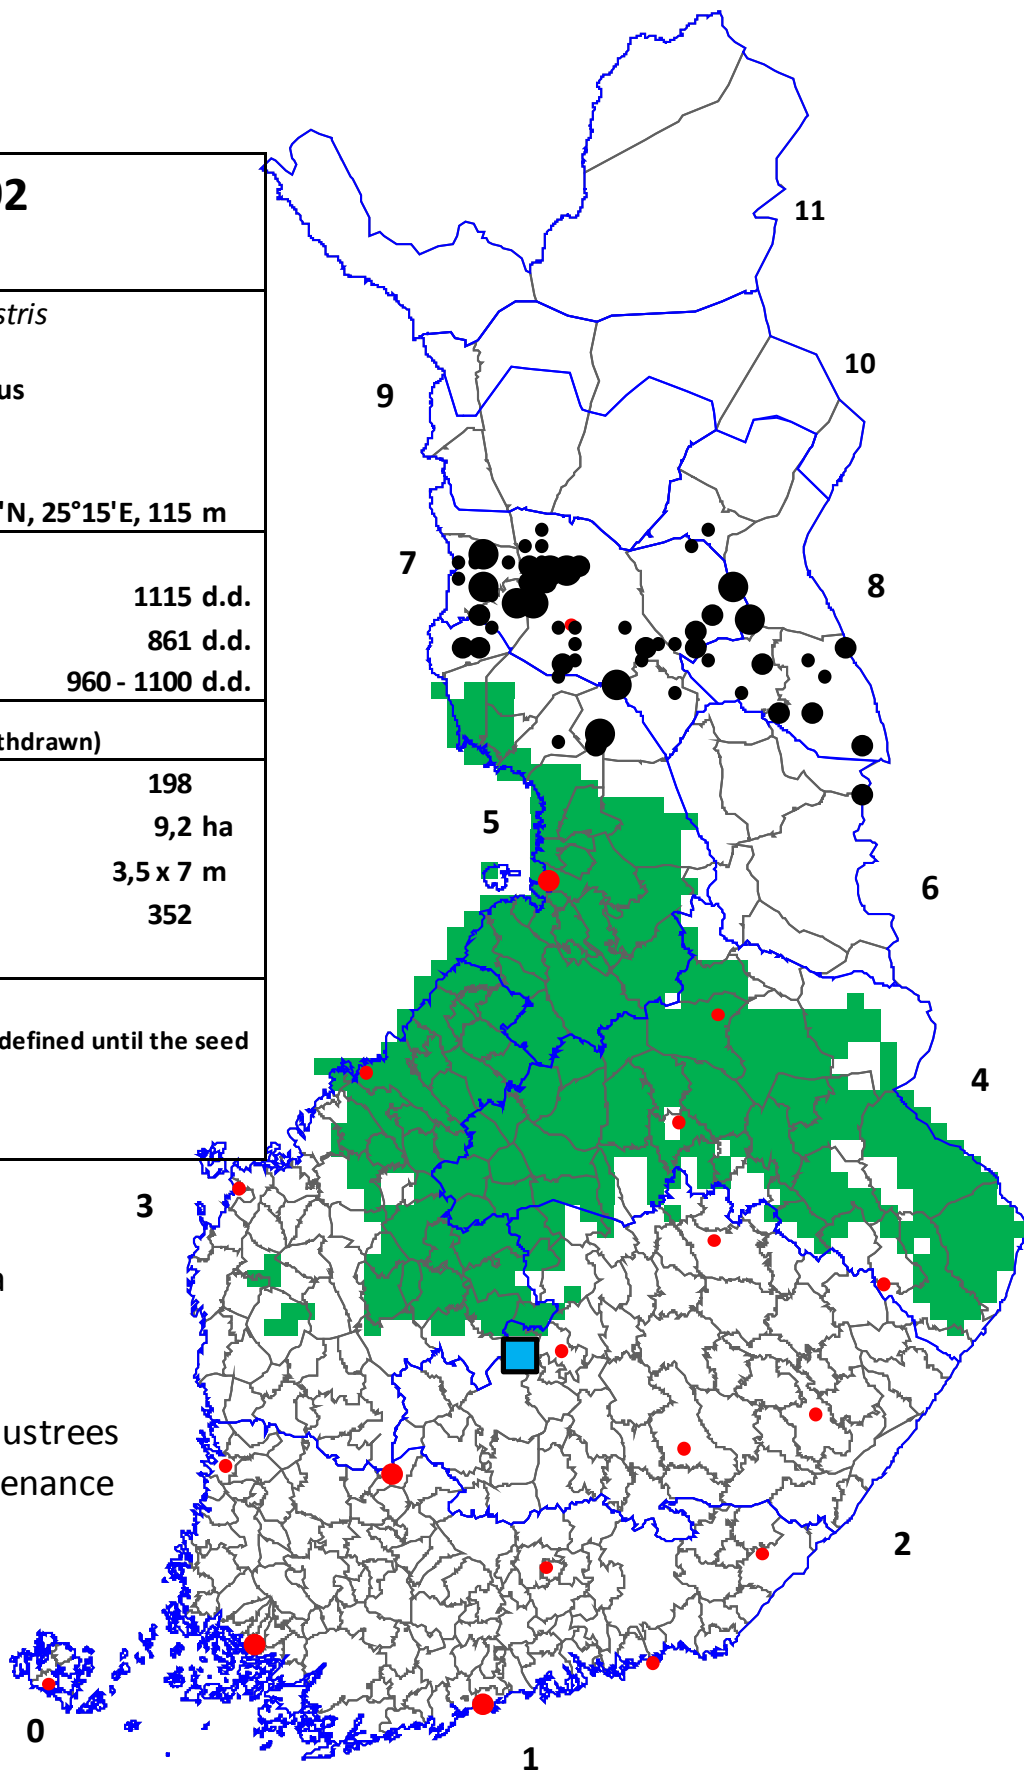 02
stris
us
'N, 25°15'E, 115 m
1115 d.d.
861 d.d.
960 - 1100 d.d.
thdrawn)
198
9,2 ha
3,5 x 7 m
352
defined until the seed
a
ustrees
enance
11
10
9
7
8
5
6
4
3
2
0
1